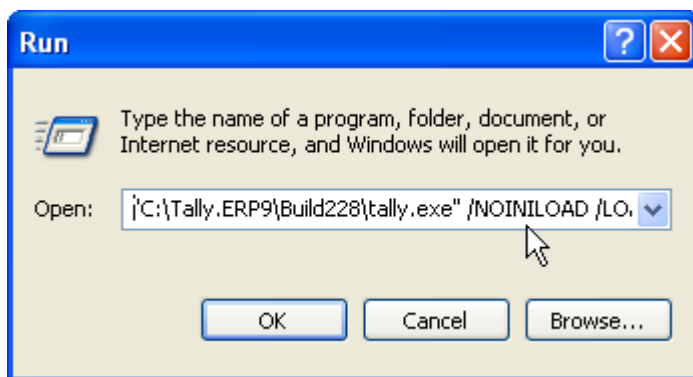 Run
Type the name of a program, folder, document, or
Internet resource, and Windows will open it for you.
Open:
"C:\Tally.ERP9\Build228\tally.exe" /NOINILOAD /LO
OK
Cancel
Browse...